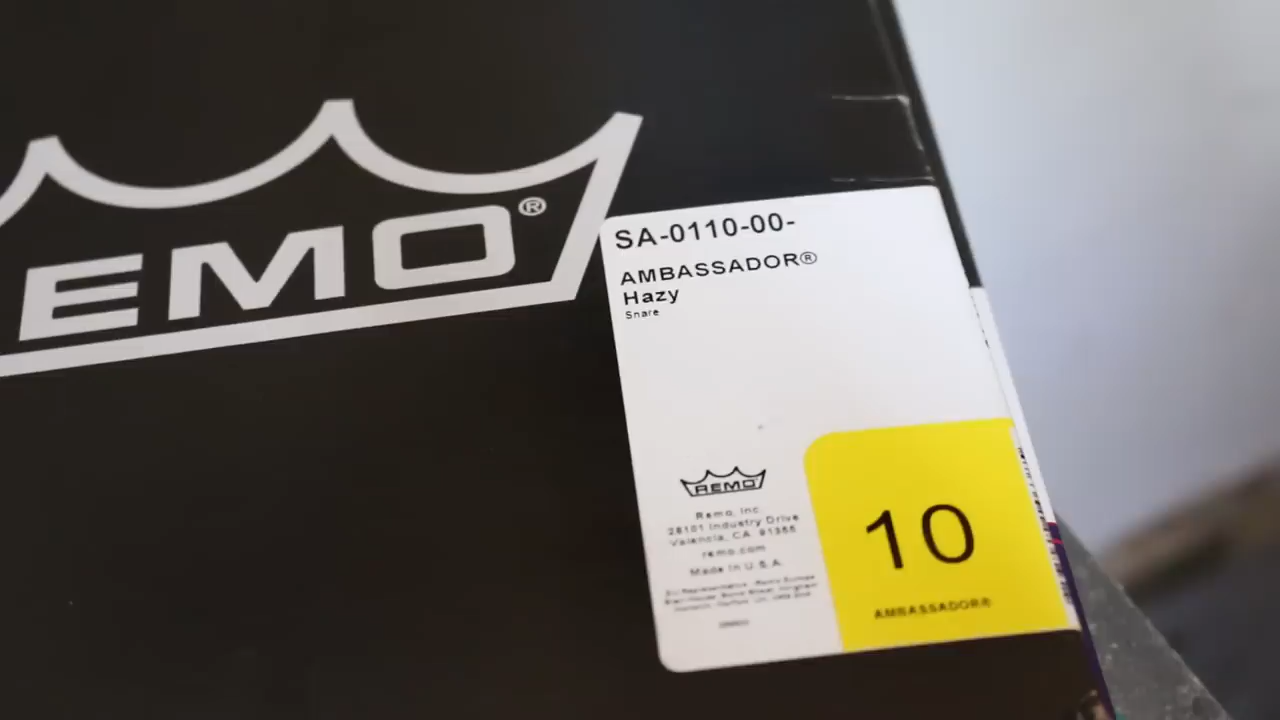 EMO®
SA-0110-00-
AMBASSADOR®
Hazy
Snare
REMO
Remo, Inc.
28101 Industry Drive
Valencia, CA 91355
remo.com
Made in U.S.A.
10
AMBASSADOR®